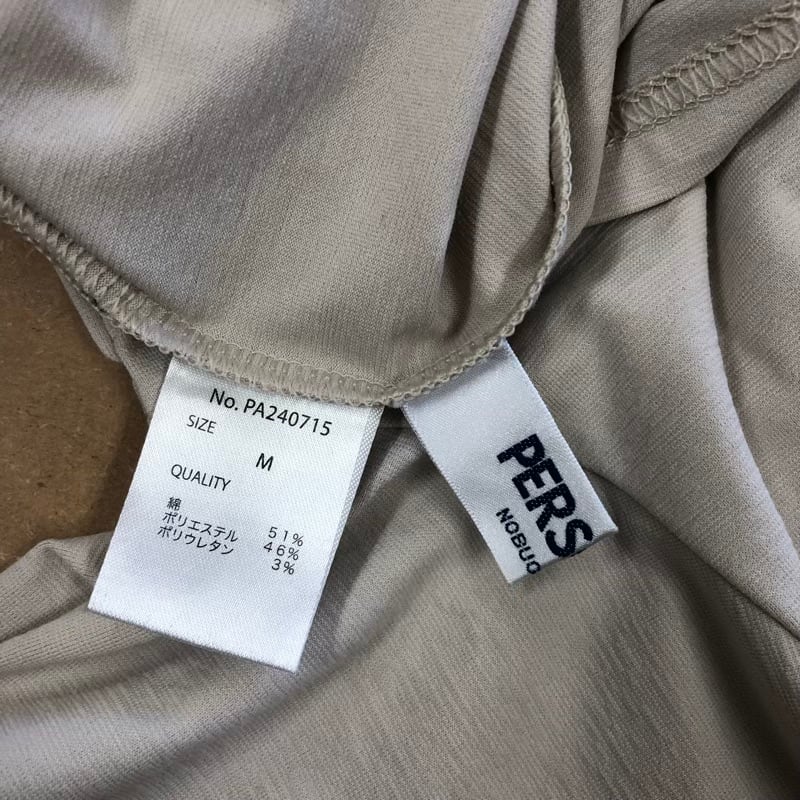 No. PA240715
SIZE
M
QUALITY
綿 51%
ポリエステル 46%
ポリウレタン 3%
PERS
NOBUO